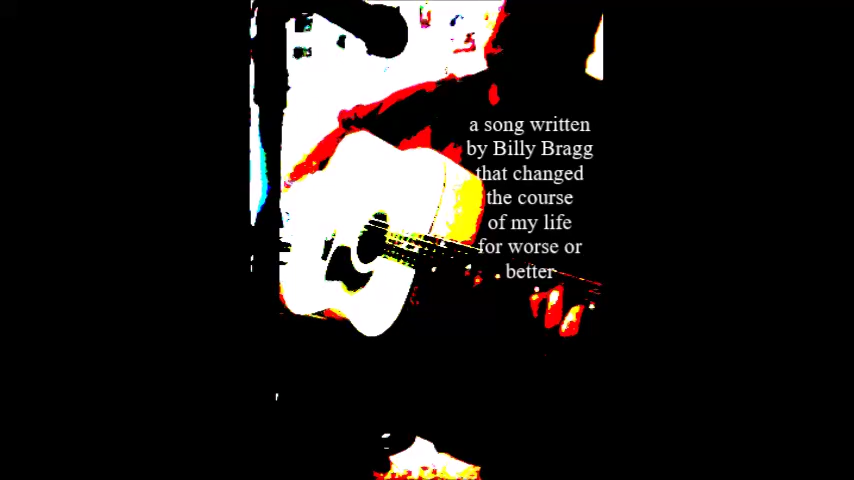 a song written
by Billy Bragg
that changed
the course
of my life
for worse or
better